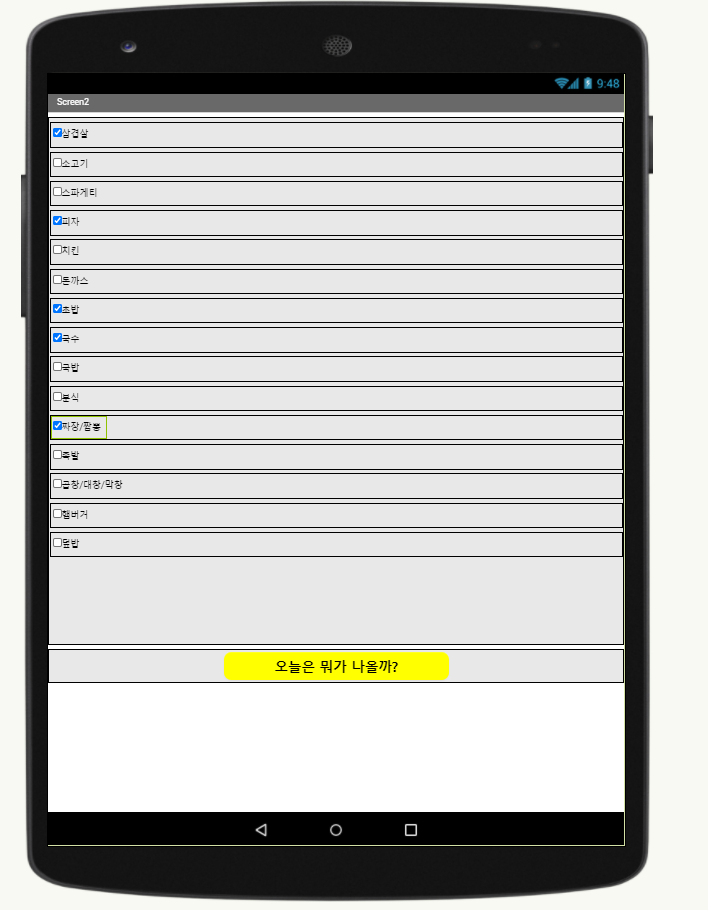 9:48
Screen2
삼겹살
소고기
스파게티
피자
치킨
돈까스
초밥
국수
국밥
분식
짜장/짬뽕
족발
곱창/대창/막창
햄버거
덮밥
오늘은 뭐가 나올까?